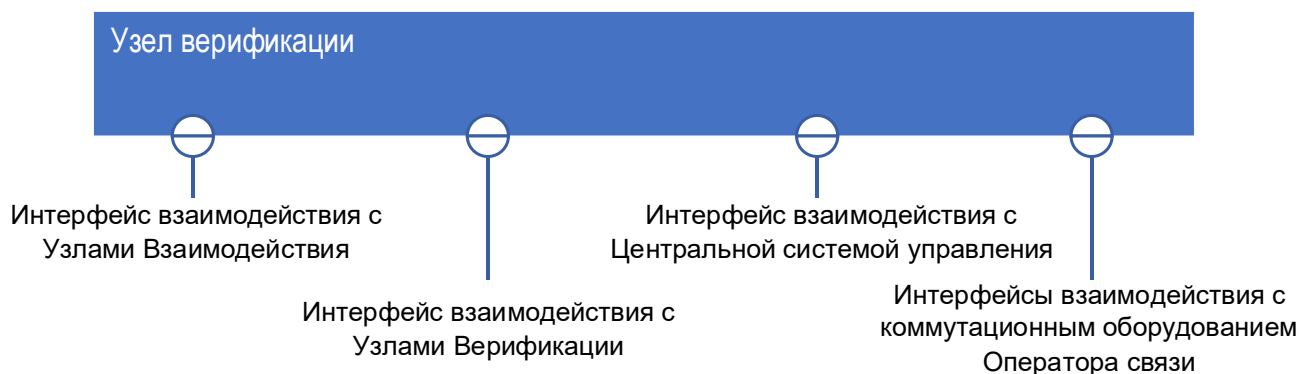 Узел верификации
Интерфейс взаимодействия с
Узлами Взаимодействия
Интерфейс взаимодействия с
Узлами Верификации
Интерфейс взаимодействия с
Центральной системой управления
Интерфейсы взаимодействия с
коммутационным оборудованием
Оператора связи